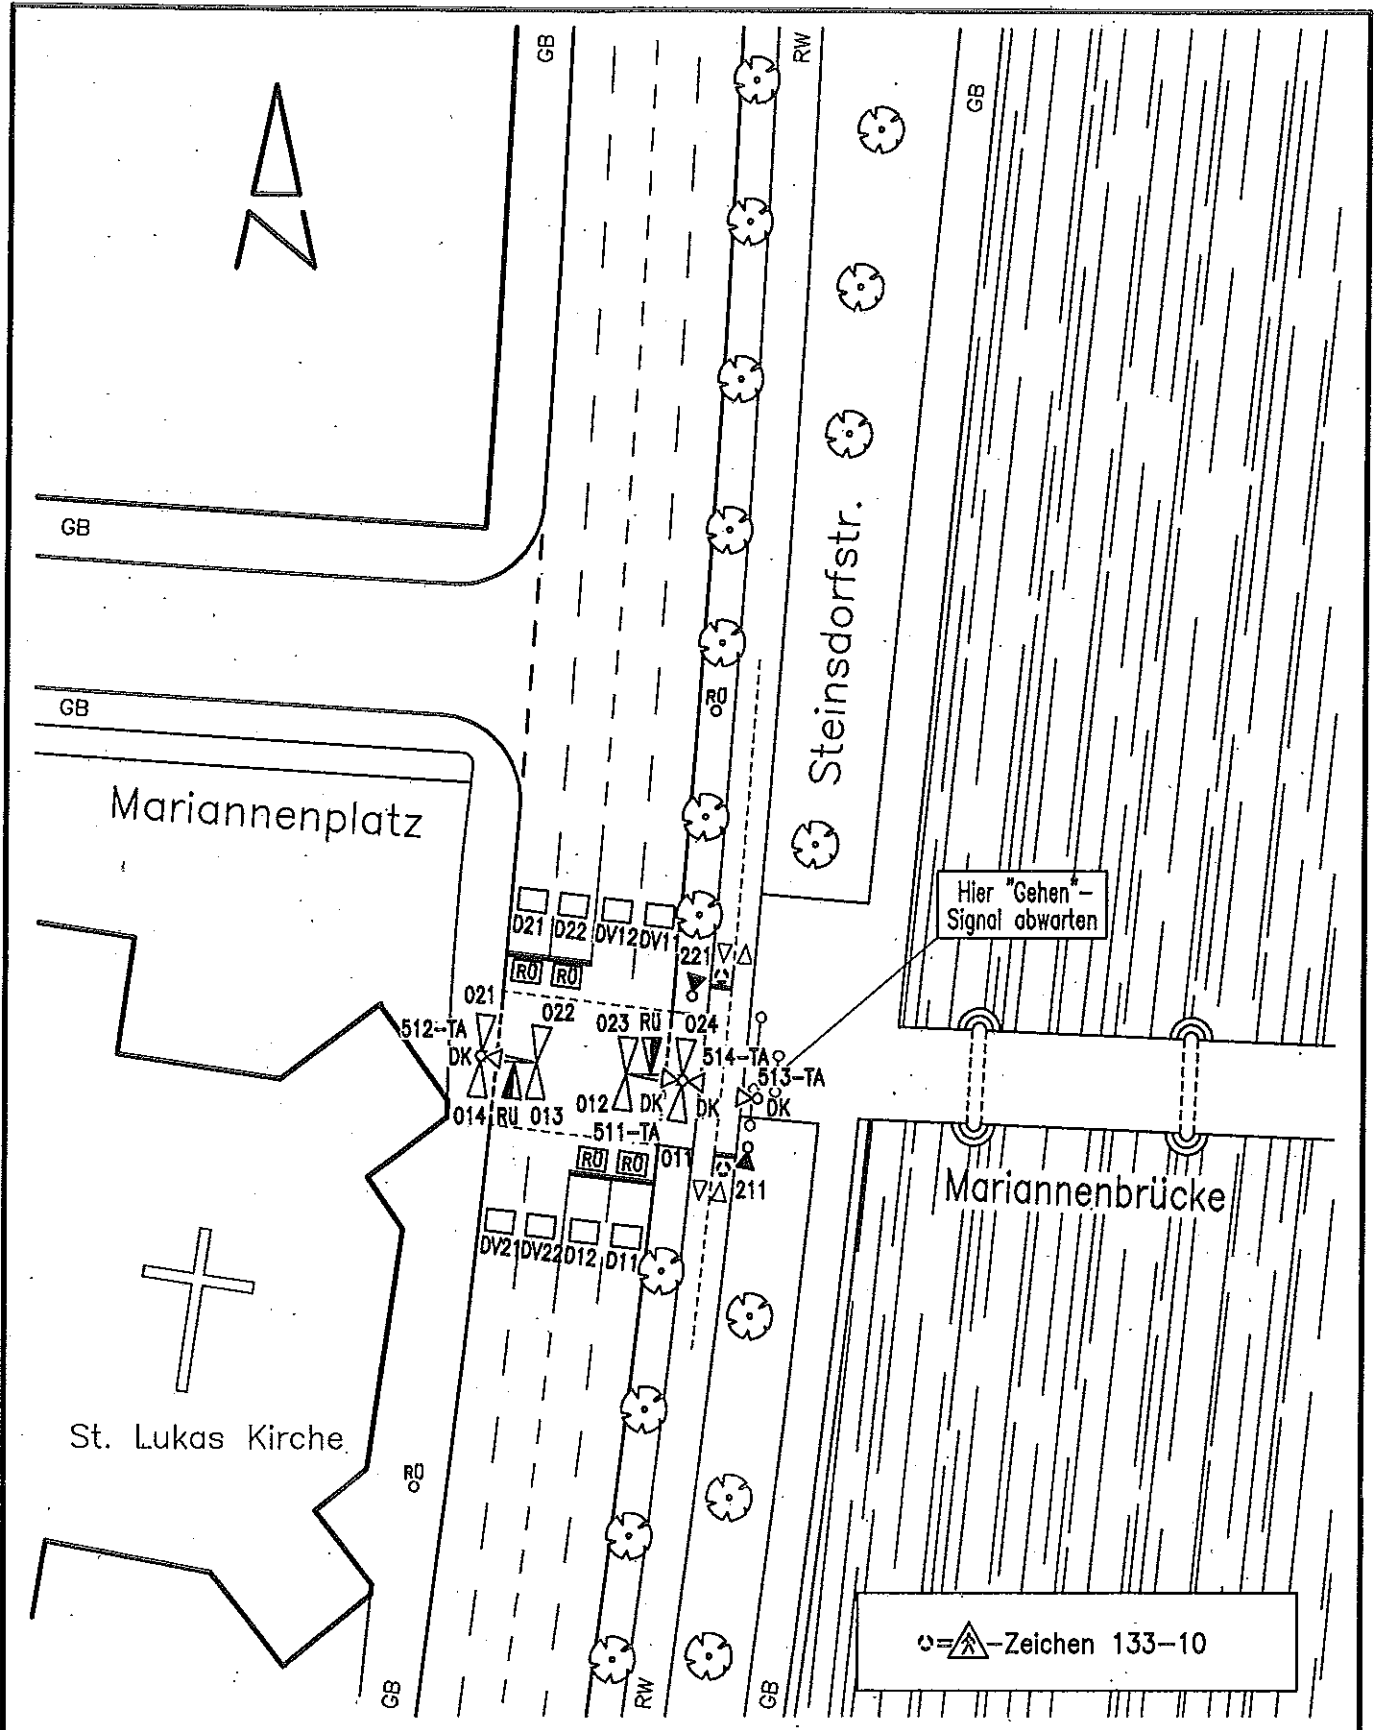 GB
RW
GB
N
GB
Steinsdorfstr.
RÜ
GB
Mariannenplatz
Hier "Gehen"-
Signal abwarten
D21 D22 DV12 DV11
221
RÜ RÜ
021
022 023 RÜ 024
512-TA
DK
514-TA
513-TA
014 RÜ 013 012 DK DK DK
511-TA
RÜ RÜ 011
211
Mariannenbrücke
DV21 DV22 D12 D11
St. Lukas Kirche
RÜ
=-Zeichen 133-10
GB
RW
GB